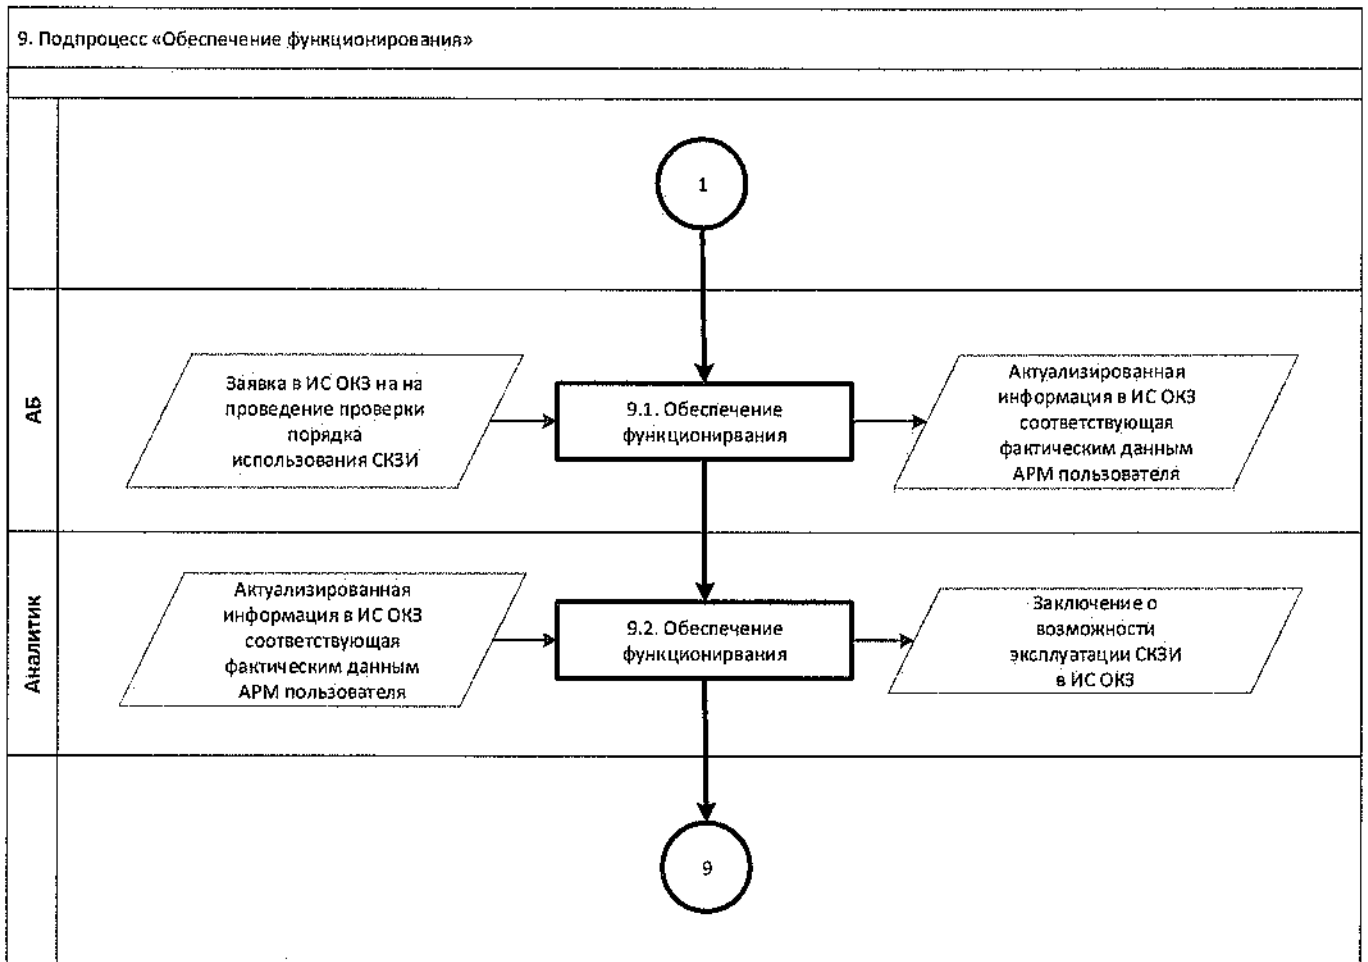 9. Подпроцесс «Обеспечение функционирования»
1
АБ
Заявка в ИС ОКЗ на на
проведение проверки
порядка
использования СКЗИ
9.1. Обеспечение
функционирвания
Актуализированная
информация в ИС ОКЗ
соответствующая
фактическим данным
АРМ пользователя
Аналитик
Актуализированная
информация в ИС ОКЗ
соответствующая
фактическим данным
АРМ пользователя
9.2. Обеспечение
функционирвания
Заключение о
возможности
эксплуатации СКЗИ
в ИС ОКЗ
9